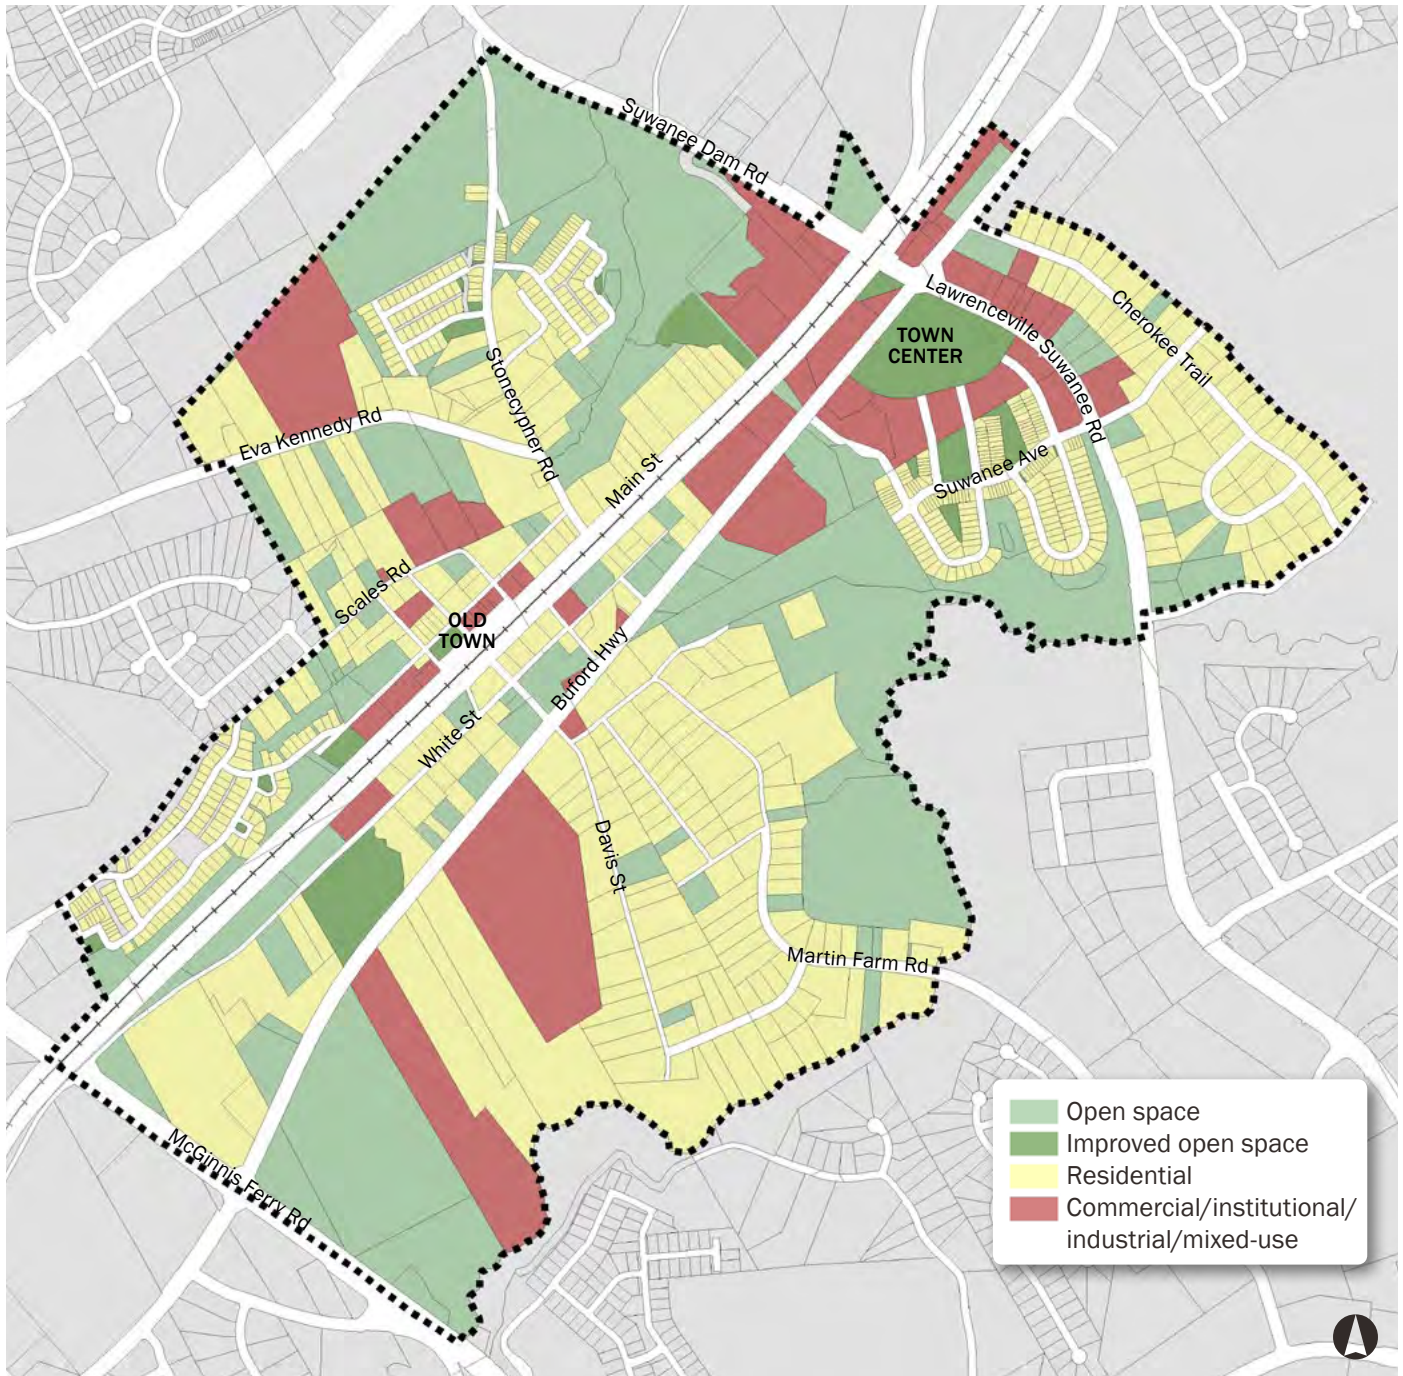 Suwanee Dam Rd
Lawrenceville Suwanee Rd
Cherokee Trail
TOWN
CENTER
Stonecypher Rd
Eva Kennedy Rd
Main St
Suwanee Ave
Scales Rd
OLD
TOWN
Buford Hwy
White St
Davis St
Martin Farm Rd
McGinnis Ferry Rd
Open space
Improved open space
Residential
Commercial/institutional/
industrial/mixed-use